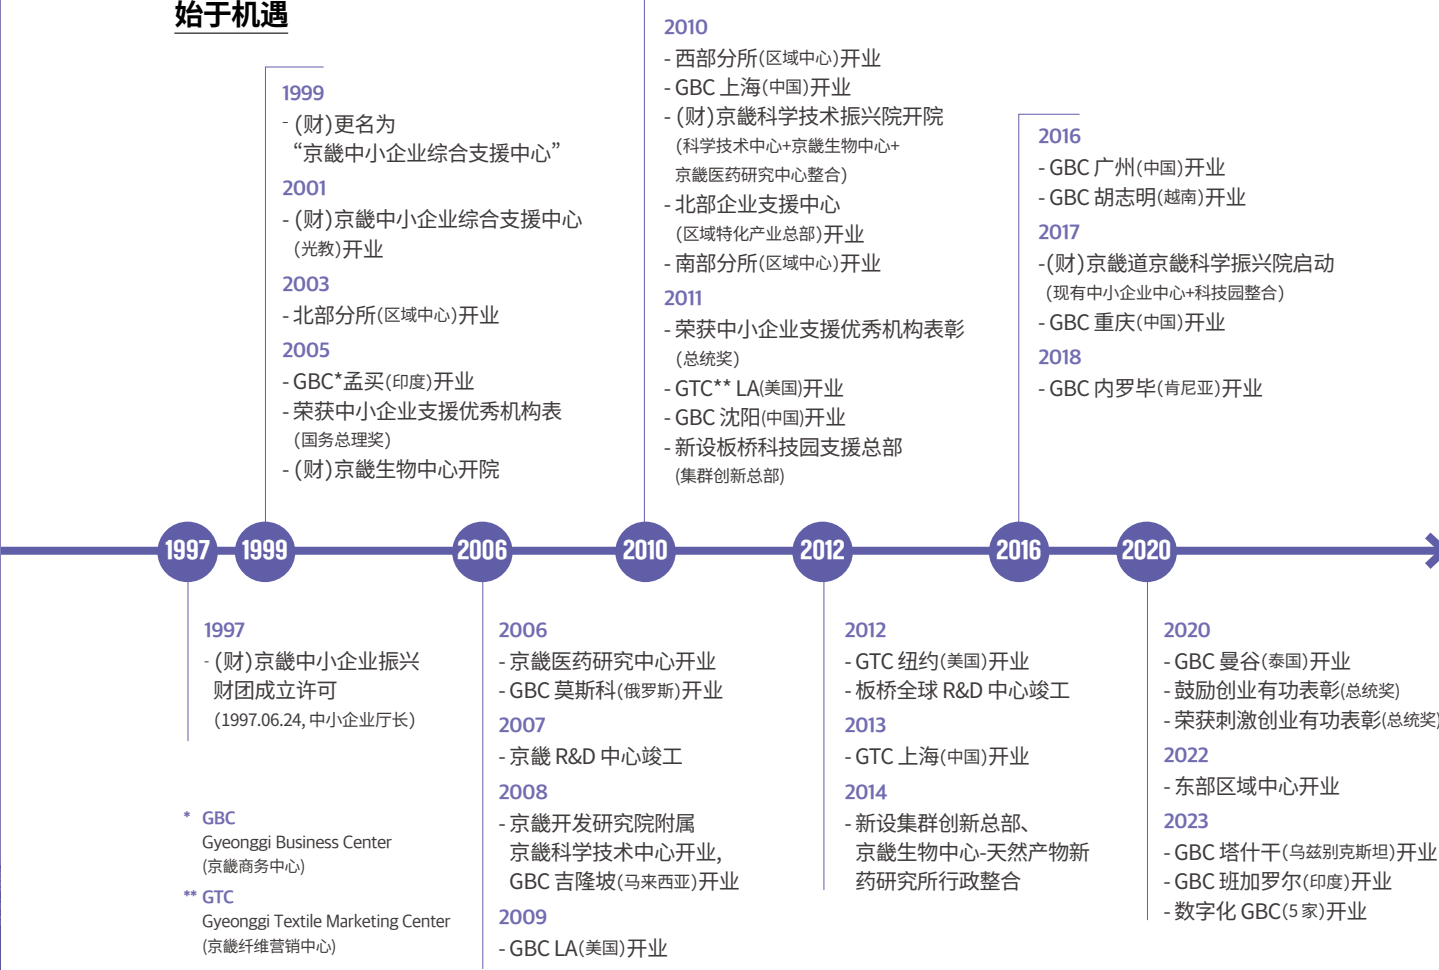 始于机遇
1999
- (财)更名为
“京畿中小企业综合支援中心”
2001
- (财)京畿中小企业综合支援中心
(光教)开业
2003
- 北部分所(区域中心)开业
2005
- GBC*孟买(印度)开业
- 荣获中小企业支援优秀机构表
(国务总理奖)
- (财)京畿生物中心开院
2010
- 西部分所(区域中心)开业
- GBC 上海(中国)开业
- (财)京畿科学技术振兴院开院
(科学技术中心+京畿生物中心+
京畿医药研究中心整合)
- 北部企业支援中心
(区域特化产业总部)开业
- 南部分所(区域中心)开业
2011
- 荣获中小企业支援优秀机构表彰
(总统奖)
- GTC** LA(美国)开业
- GBC 沈阳(中国)开业
- 新设板桥科技园支援总部
(集群创新总部)
2016
- GBC 广州(中国)开业
- GBC 胡志明(越南)开业
2017
-(财)京畿道京畿科学振兴院启动
(现有中小企业中心+科技园整合)
- GBC 重庆(中国)开业
2018
- GBC 内罗毕(肯尼亚)开业
1997 1999 2006 2010 2012 2016 2020
1997
- (财)京畿中小企业振兴
财团成立许可
(1997.06.24, 中小企业厅长)
* GBC
Gyeonggi Business Center
(京畿商务中心)
** GTC
Gyeonggi Textile Marketing Center
(京畿纤维营销中心)
2006
- 京畿医药研究中心开业
- GBC 莫斯科(俄罗斯)开业
2007
- 京畿 R&D 中心竣工
2008
- 京畿开发研究院附属
京畿科学技术中心开业,
GBC 吉隆坡(马来西亚)开业
2009
- GBC LA(美国)开业
2012
- GTC 纽约(美国)开业
- 板桥全球 R&D 中心竣工
2013
- GTC 上海(中国)开业
2014
- 新设集群创新总部、
京畿生物中心-天然产物新
药研究所行政整合
2020
- GBC 曼谷(泰国)开业
- 鼓励创业有功表彰(总统奖)
- 荣获刺激创业有功表彰(总统奖)
2022
- 东部区域中心开业
2023
- GBC 塔什干(乌兹别克斯坦)开业
- GBC 班加罗尔(印度)开业
- 数字化 GBC(5 家)开业